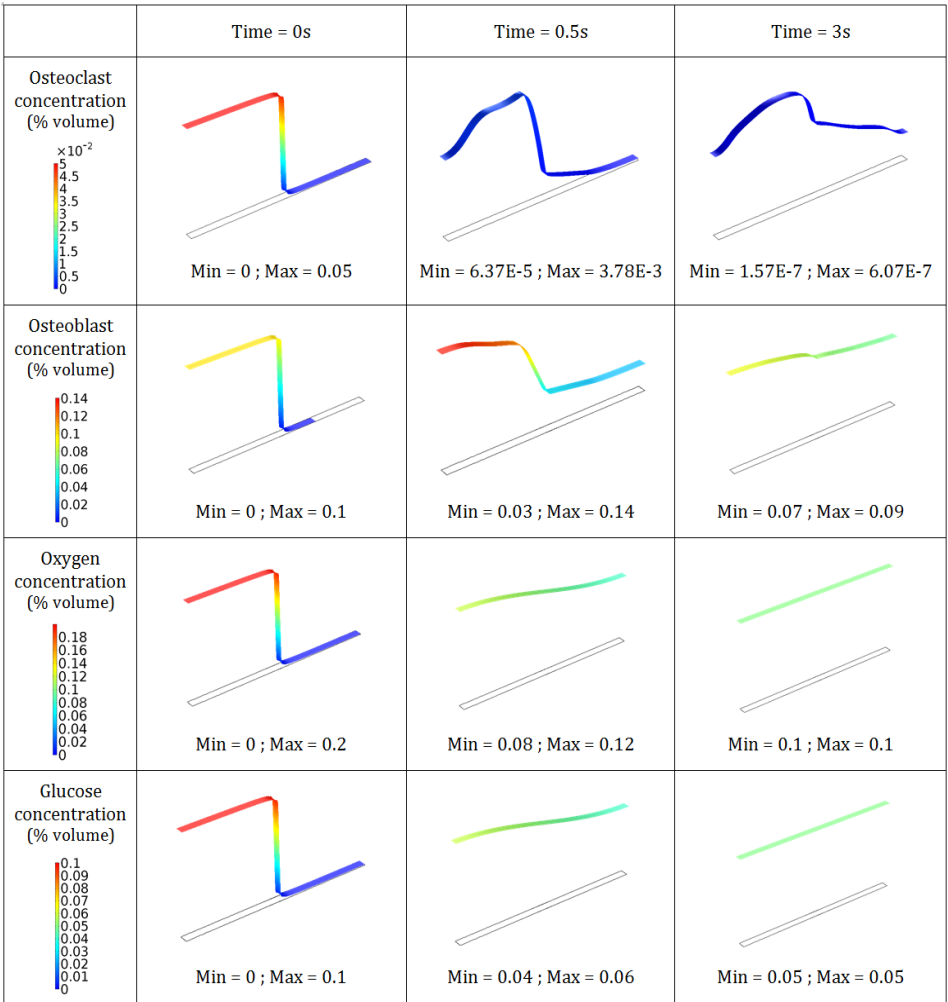 Time = 0s
Time = 0.5s
Time = 3s
Osteoclast
concentration
(% volume)
×10⁻²
5
4.5
4
3.5
3
2.5
2
1.5
1
0.5
0
Min = 0 ; Max = 0.05
Min = 6.37E-5 ; Max = 3.78E-3
Min = 1.57E-7 ; Max = 6.07E-7
Osteoblast
concentration
(% volume)
0.14
0.12
0.1
0.08
0.06
0.04
0.02
0
Min = 0 ; Max = 0.1
Min = 0.03 ; Max = 0.14
Min = 0.07 ; Max = 0.09
Oxygen
concentration
(% volume)
0.18
0.16
0.14
0.12
0.1
0.08
0.06
0.04
0.02
0
Min = 0 ; Max = 0.2
Min = 0.08 ; Max = 0.12
Min = 0.1 ; Max = 0.1
Glucose
concentration
(% volume)
0.1
0.09
0.08
0.07
0.06
0.05
0.04
0.03
0.02
0.01
0
Min = 0 ; Max = 0.1
Min = 0.04 ; Max = 0.06
Min = 0.05 ; Max = 0.05